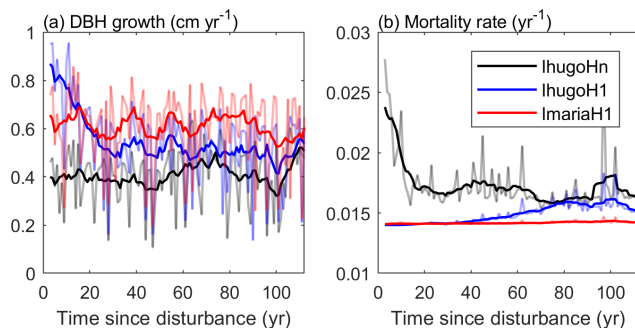 (a) DBH growth (cm yr⁻¹)
1
0.8
0.6
0.4
0.2
0
0 20 40 60 80 100
Time since disturbance (yr)
(b) Mortality rate (yr⁻¹)
0.03
0.025
0.02
0.015
0.01
0 20 40 60 80 100
Time since disturbance (yr)
IhugoHn
IhugoH1
ImariaH1